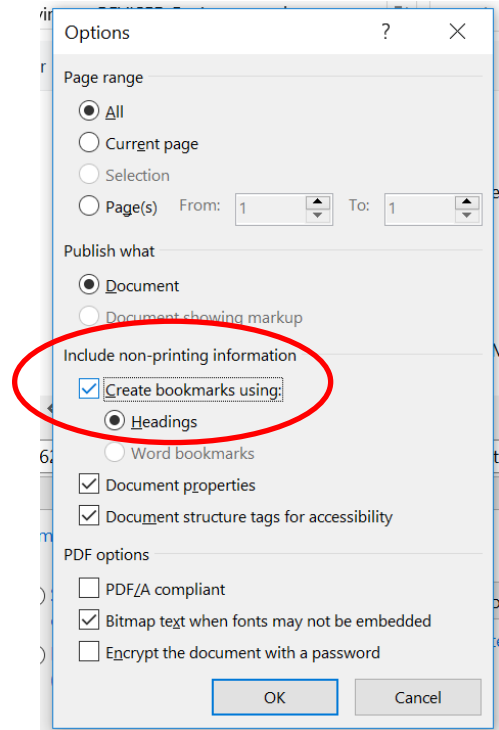 Options ?
Page range
All
Current page
Selection
Page(s) From: 1 To: 1
Publish what
Document
Document showing markup
Include non-printing information
Create bookmarks using:
Headings
Word bookmarks
Document properties
Document structure tags for accessibility
PDF options
PDF/A compliant
Bitmap text when fonts may not be embedded
Encrypt the document with a password
OK Cancel